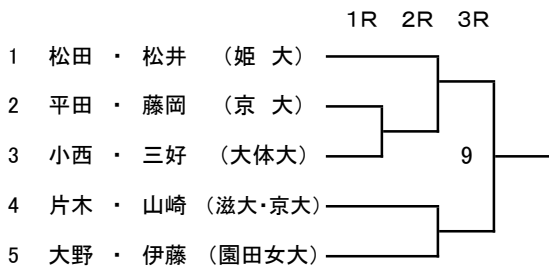 1R 2R 3R
1 松田 ・ 松井 (姫 大)
2 平田 ・ 藤岡 (京 大)
3 小西 ・ 三好 (大体大)
9
4 片木 ・ 山崎 (滋大・京大)
5 大野 ・ 伊藤 (園田女大)